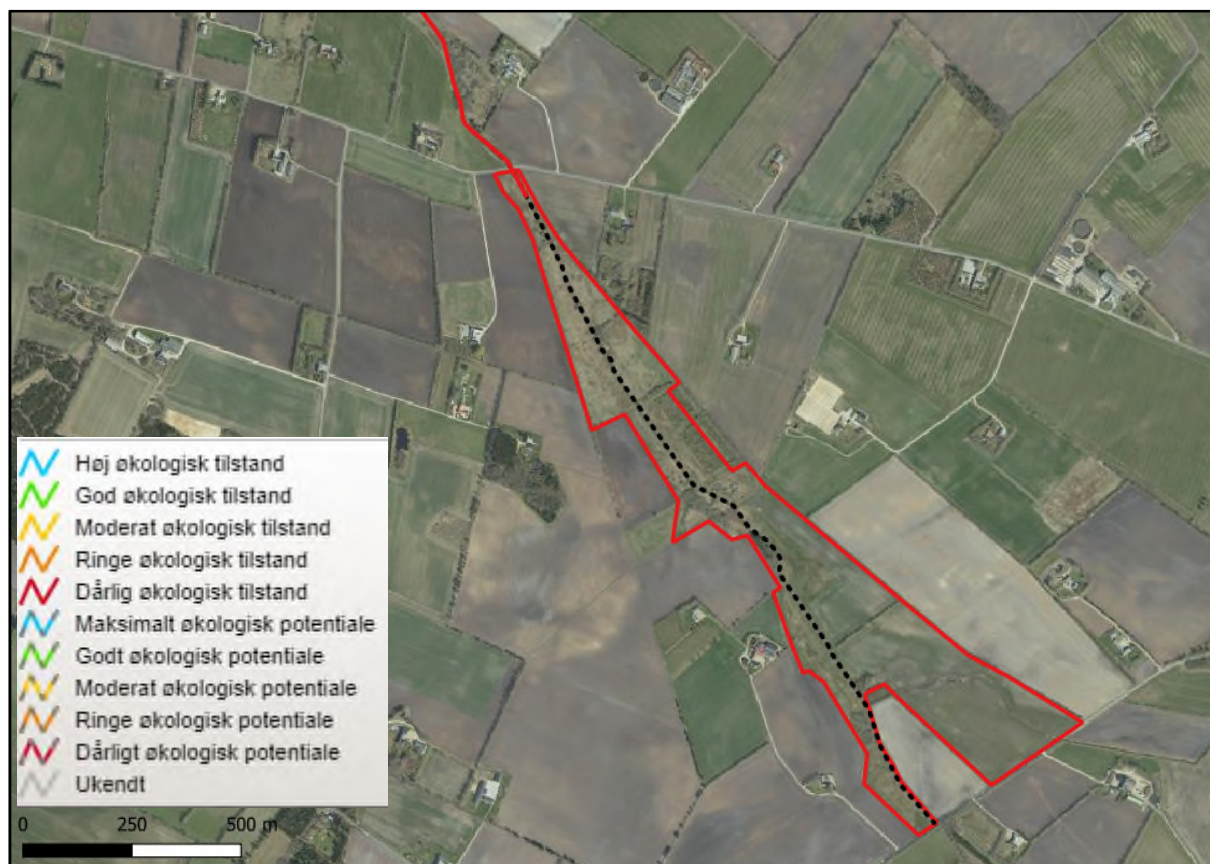 Høj økologisk tilstand
God økologisk tilstand
Moderat økologisk tilstand
Ringe økologisk tilstand
Dårlig økologisk tilstand
Maksimalt økologisk potentiale
Godt økologisk potentiale
Moderat økologisk potentiale
Ringe økologisk potentiale
Dårligt økologisk potentiale
Ukendt
0 250 500 m